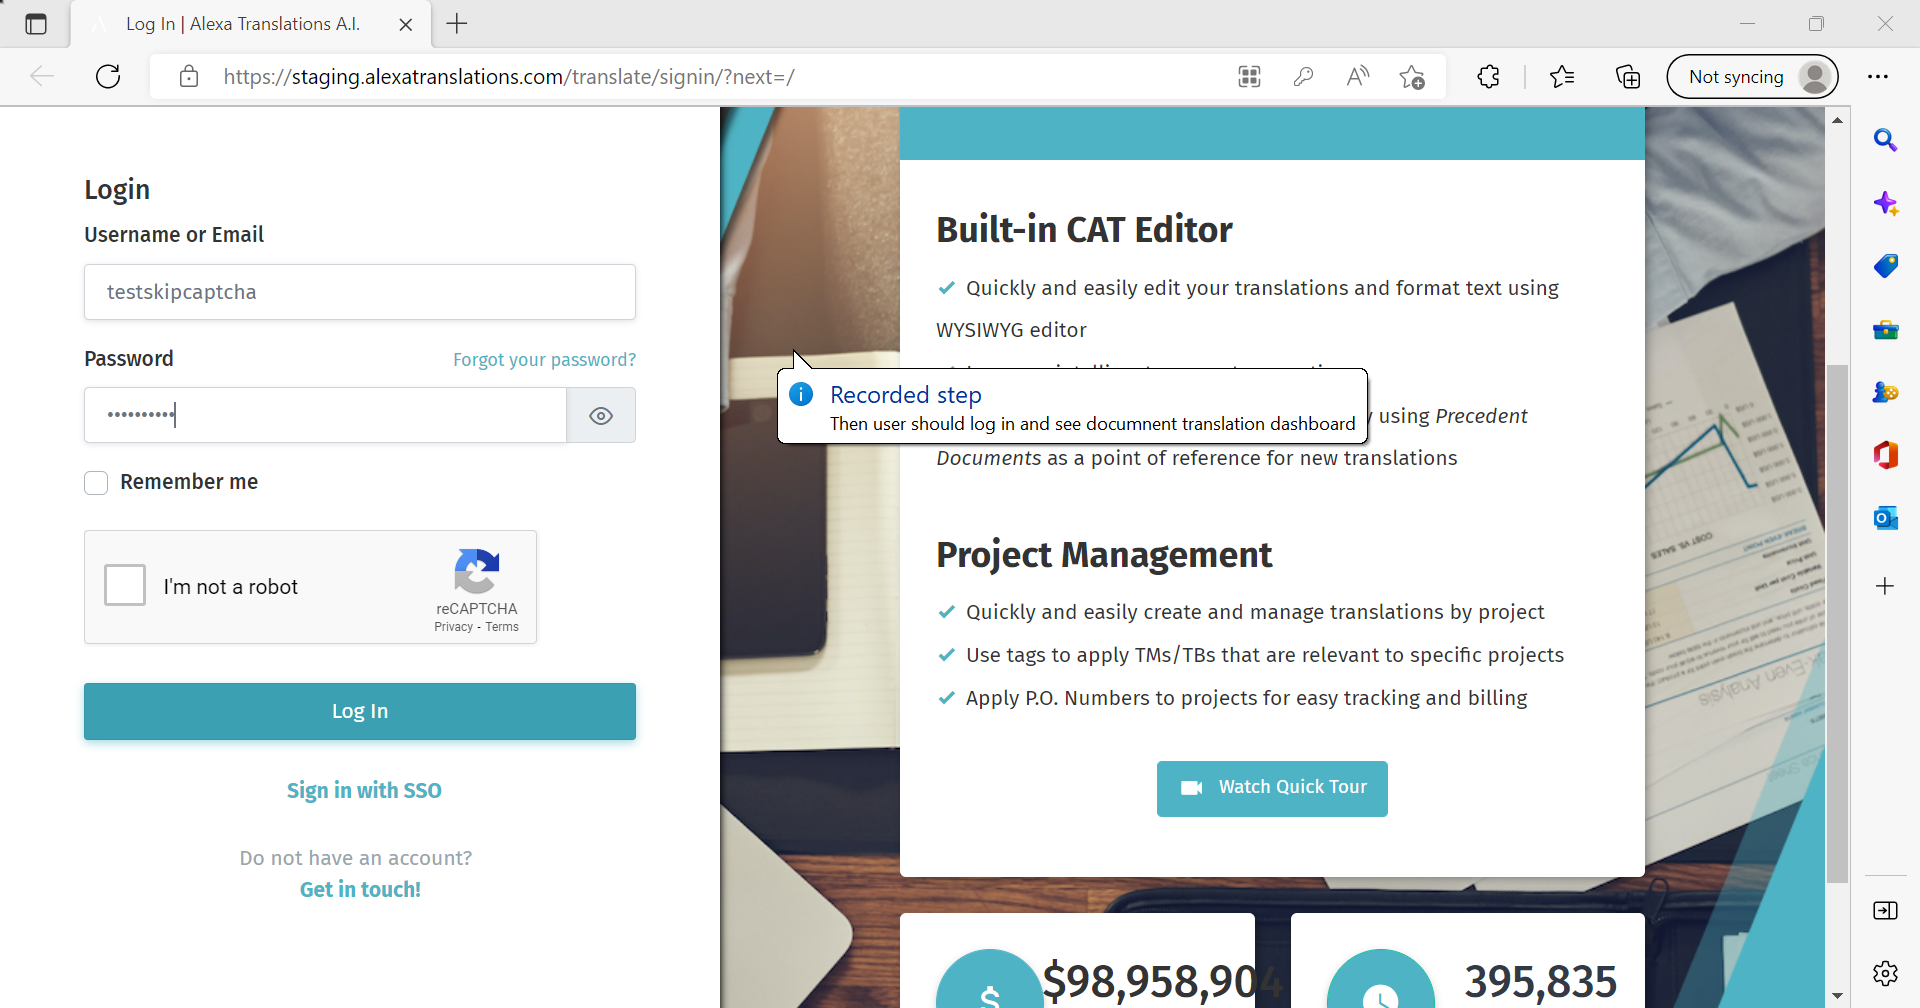 Log In | Alexa Translations A.I.
https://staging.alexatranslations.com/translate/signin/?next=/
Not syncing
Login
Username or Email
testskipcaptcha
Password
Forgot your password?
••••••••••
Remember me
I'm not a robot
reCAPTCHA
Privacy - Terms
Log In
Sign in with SSO
Do not have an account?
Get in touch!
Built-in CAT Editor
Quickly and easily edit your translations and format text using
WYSIWYG editor
Recorded step
Then user should log in and see documnent translation dashboard
using Precedent
Documents as a point of reference for new translations
Project Management
Quickly and easily create and manage translations by project
Use tags to apply TMs/TBs that are relevant to specific projects
Apply P.O. Numbers to projects for easy tracking and billing
Watch Quick Tour
$98,958,904
395,835
COST VS. SALES